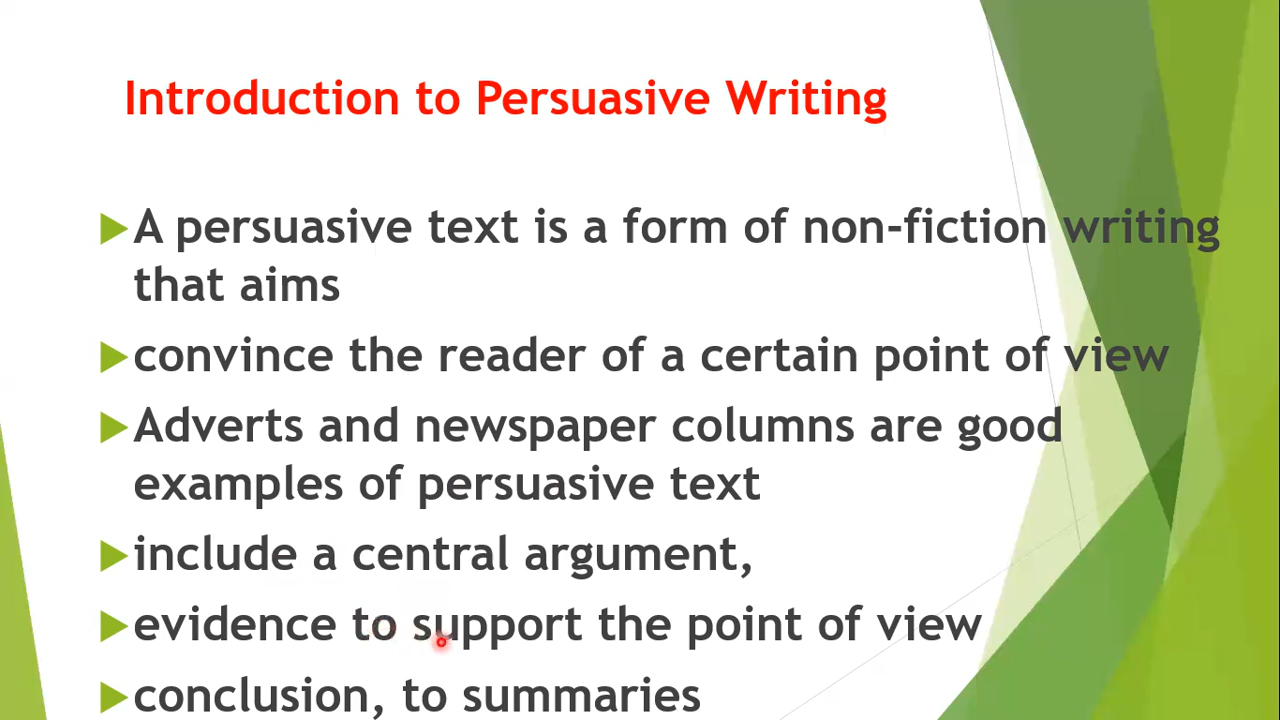 Introduction to Persuasive Writing
A persuasive text is a form of non-fiction writing
that aims
convince the reader of a certain point of view
Adverts and newspaper columns are good
examples of persuasive text
include a central argument,
evidence to support the point of view
conclusion, to summaries